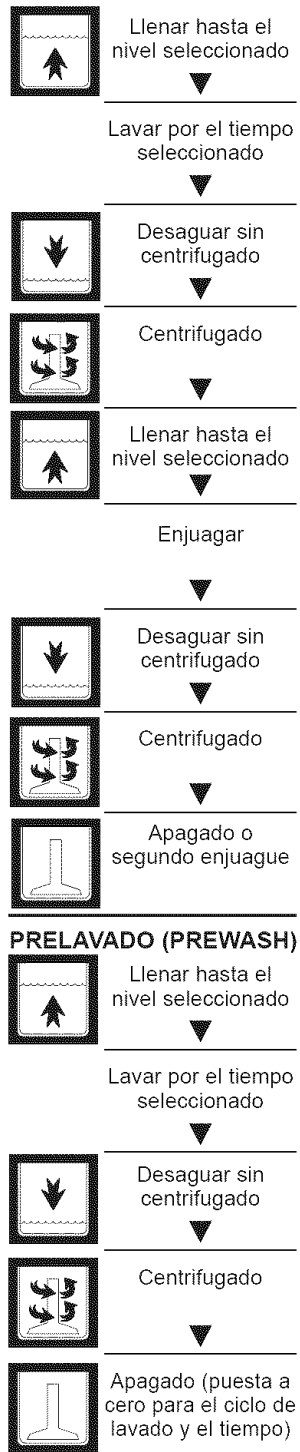 Llenar hasta el
nivel seleccionado
Lavar por el tiempo
seleccionado
Desaguar sin
centrifugado
Centrifugado
Llenar hasta el
nivel seleccionado
Enjuagar
Desaguar sin
centrifugado
Centrifugado
Apagado o
segundo enjuague
PRELAVADO (PREWASH)
Llenar hasta el
nivel seleccionado
Lavar por el tiempo
seleccionado
Desaguar sin
centrifugado
Centrifugado
Apagado (puesta a
cero para el ciclo de
lavado y el tiempo)